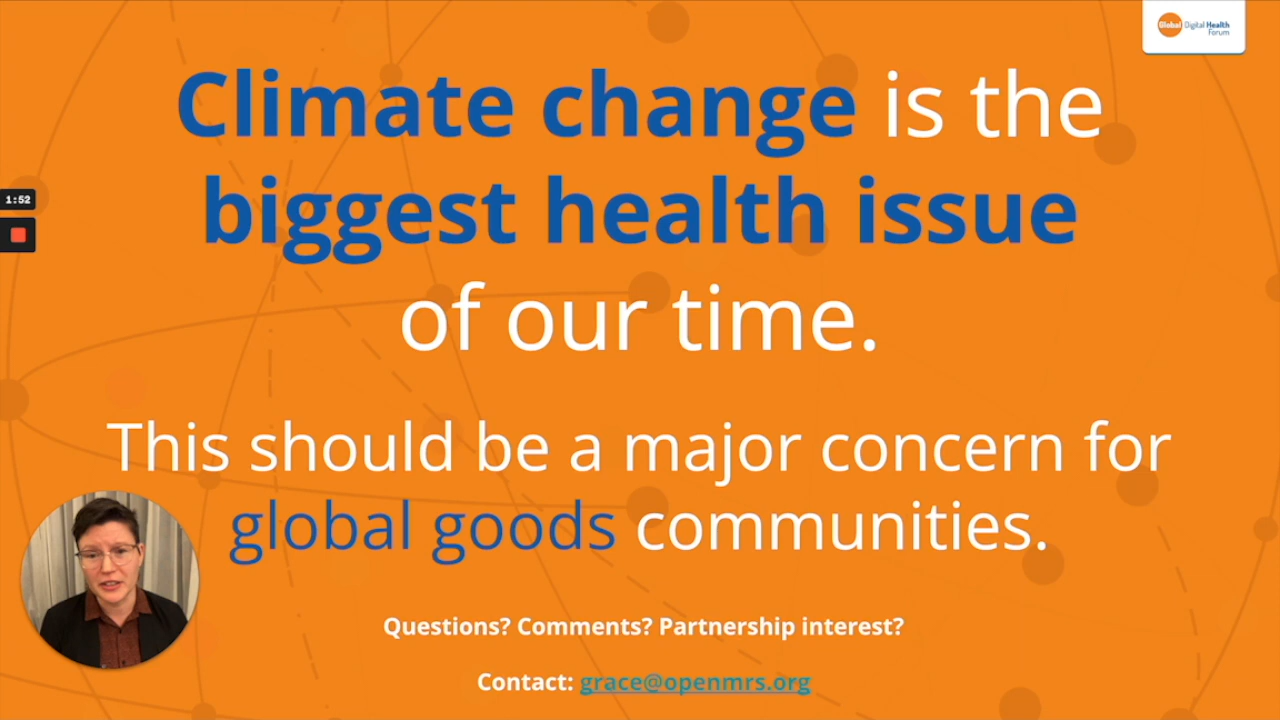 Global Digital Health
Forum
Climate change is the
biggest health issue
of our time.
1:52
This should be a major concern for
global goods communities.
Questions? Comments? Partnership interest?
Contact: grace@openmrs.org